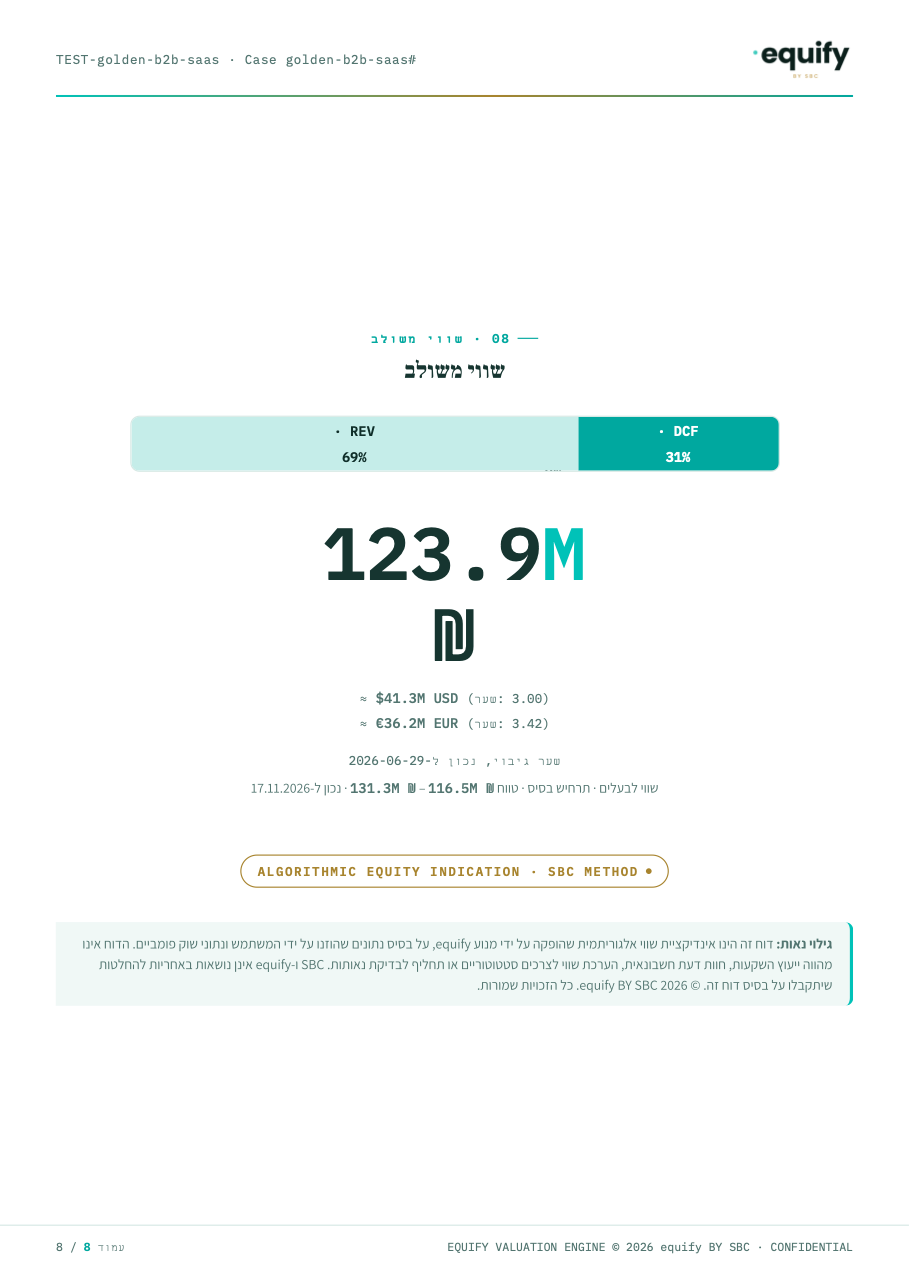 TEST-golden-b2b-saas · Case golden-b2b-saas#
equify
BY SBC
08 · שווי משולב
שווי משולב
· REV
69%
· DCF
31%
123.9M
₪
≈ $41.3M USD (שער: 3.00)
≈ €36.2M EUR (שער: 3.42)
שער גיבוי, נכון ל-2026-06-29
שווי לבעלים · תרחיש בסיס · טווח ₪ 116.5M – ₪ 131.3M · נכון ל-17.11.2026
ALGORITHMIC EQUITY INDICATION · SBC METHOD
גילוי נאות: דוח זה הינו אינדיקציית שווי אלגוריתמית שהופקה על ידי מנוע equify, על בסיס נתונים שהוזנו על ידי המשתמש ונתוני שוק פומביים. הדוח אינו
מהווה ייעוץ השקעות, חוות דעת חשבונאית, הערכת שווי לצרכים סטטוטוריים או תחליף לבדיקת נאותות. SBC ו-equify אינן נושאות באחריות להחלטות
שיתקבלו על בסיס דוח זה. © 2026 equify BY SBC. כל הזכויות שמורות.
עמוד 8 / 8
EQUIFY VALUATION ENGINE © 2026 equify BY SBC · CONFIDENTIAL